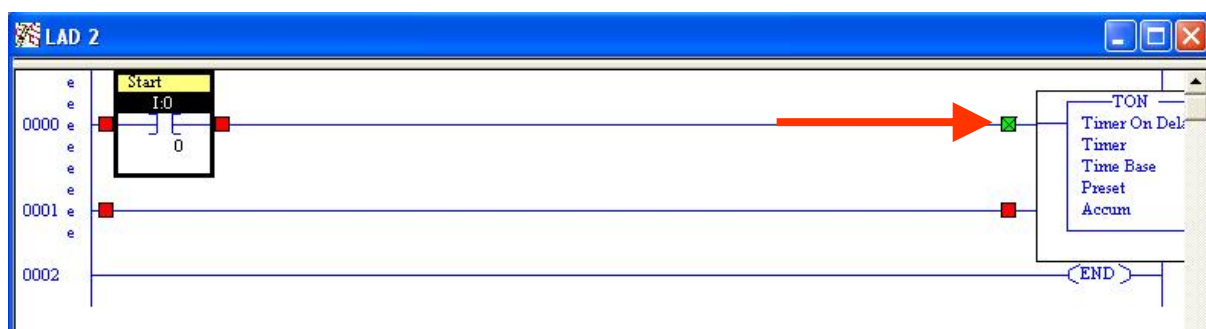 LAD 2
e
Start
e
I:0
TON
0000 e
Timer On Dela
e
0
Timer
e
Time Base
e
Preset
0001 e
Accum
e
0002
END